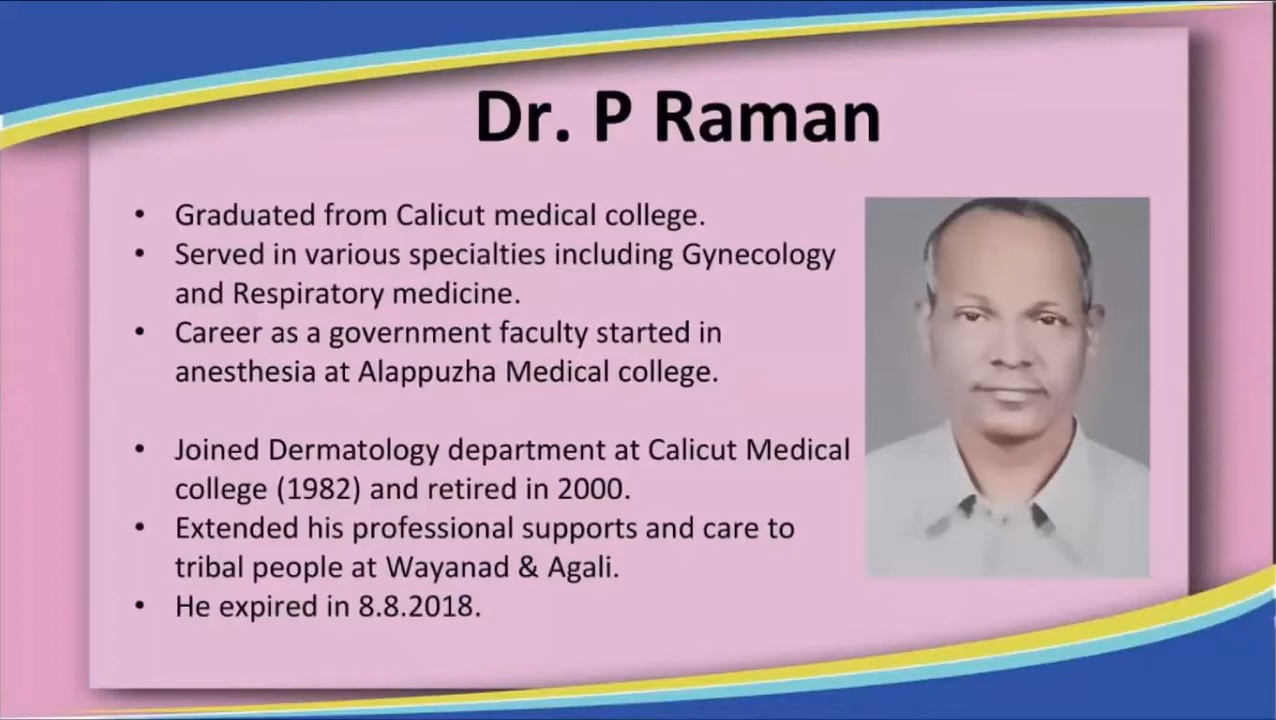 Dr. P Raman
• Graduated from Calicut medical college.
• Served in various specialties including Gynecology
and Respiratory medicine.
• Career as a government faculty started in
anesthesia at Alappuzha Medical college.
• Joined Dermatology department at Calicut Medical
college (1982) and retired in 2000.
• Extended his professional supports and care to
tribal people at Wayanad & Agali.
• He expired in 8.8.2018.